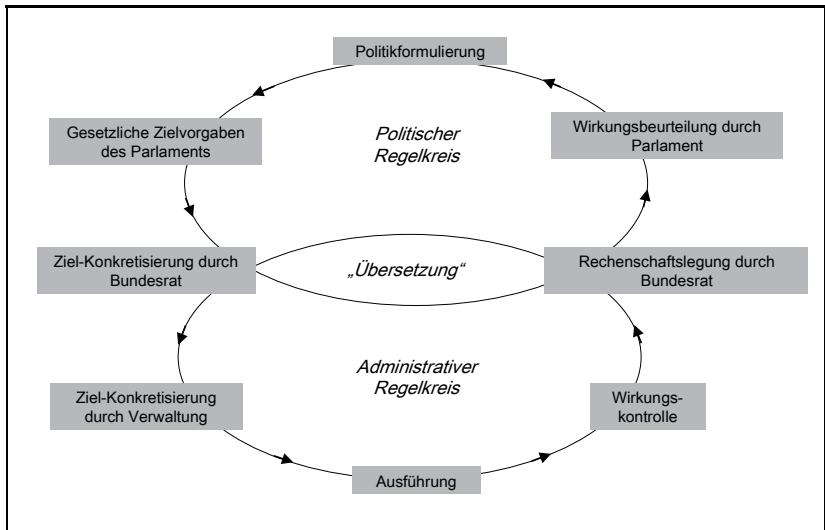 Politikformulierung
Gesetzliche Zielvorgaben
des Parlaments
Politischer
Regelkreis
Wirkungsbeurteilung durch
Parlament
Ziel-Konkretisierung durch
Bundesrat
„Übersetzung“
Rechenschaftslegung durch
Bundesrat
Administrativer
Regelkreis
Ziel-Konkretisierung
durch Verwaltung
Wirkungs-
kontrolle
Ausführung